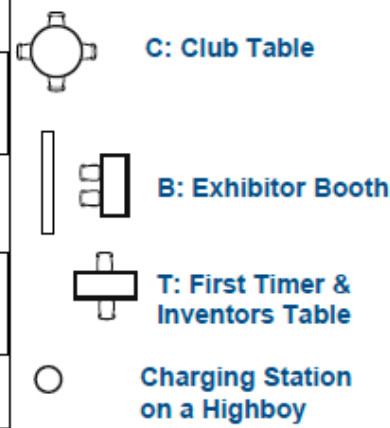 C: Club Table
B: Exhibitor Booth
T: First Timer &
Inventors Table
Charging Station
on a Highboy